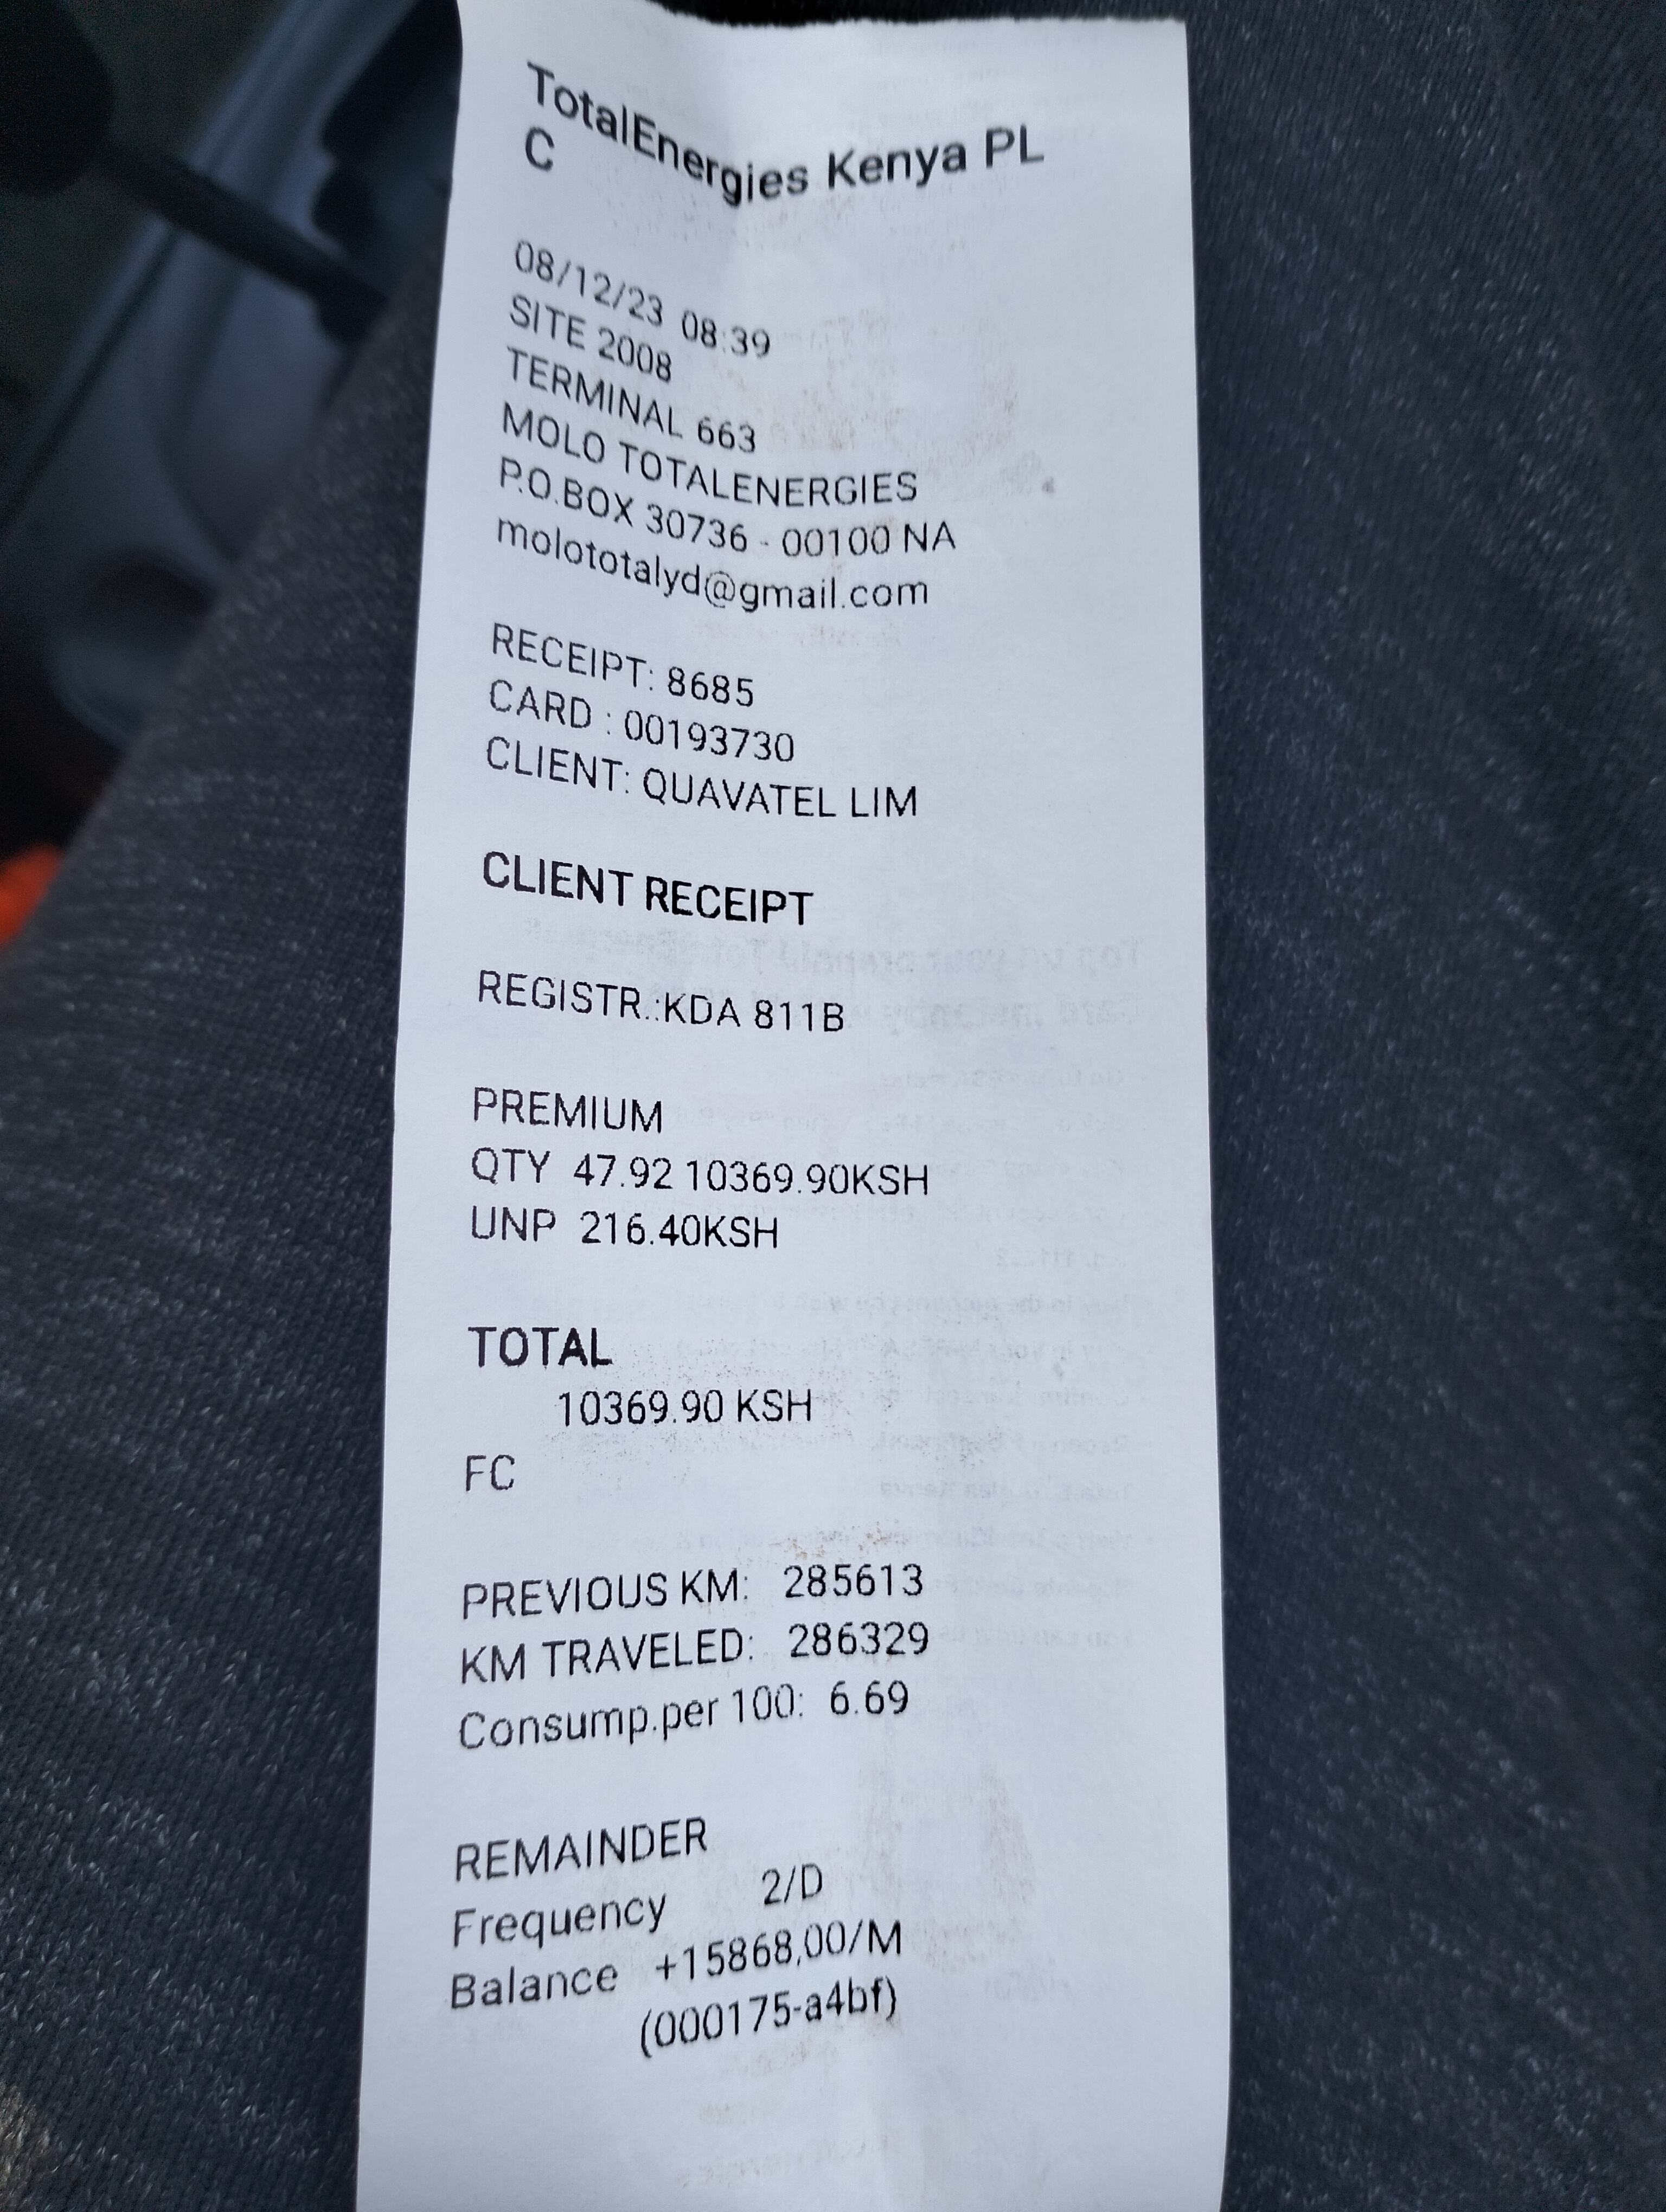 TotalEnergies Kenya PL
C
08/12/23 08:39
SITE 2008
TERMINAL 663
MOLO TOTALENERGIES
P.O.BOX 30736 - 00100 NA
molototalyd@gmail.com
RECEIPT: 8685
CARD : 00193730
CLIENT: QUAVATEL LIM
CLIENT RECEIPT
REGISTR.:KDA 811B
PREMIUM
QTY 47.92 10369.90KSH
UNP 216.40KSH
TOTAL
10369.90 KSH
FC
PREVIOUS KM: 285613
KM TRAVELED: 286329
Consump.per 100: 6.69
REMAINDER
Frequency 2/D
Balance +15868,00/M
(000175-a4bf)